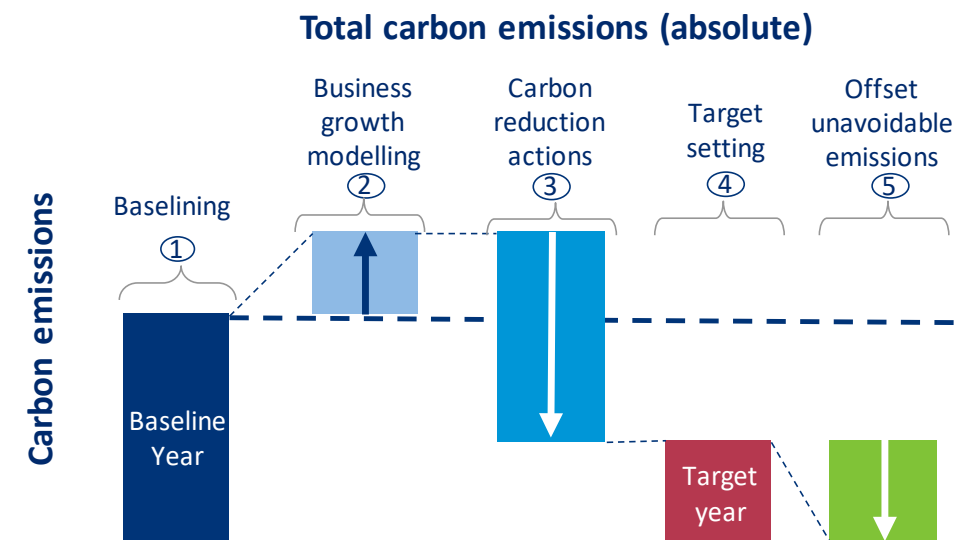 Total carbon emissions (absolute)
Carbon emissions
Baselining
1
Business
growth
modelling
2
Carbon
reduction
actions
3
Target
setting
4
Offset
unavoidable
emissions
5
Baseline
Year
Target
year